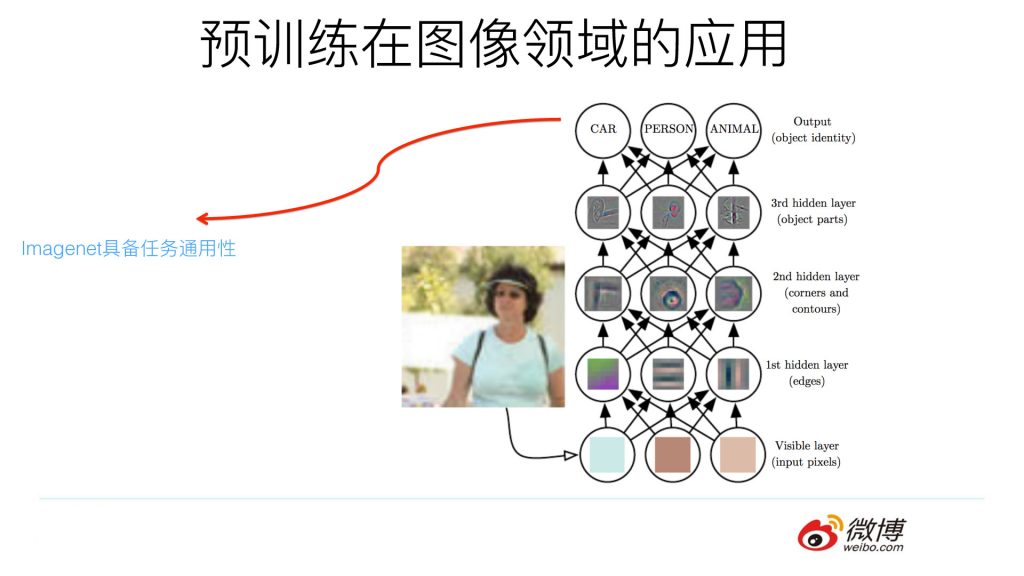 预训练在图像领域的应用
CAR
PERSON
ANIMAL
Output
(object identity)
3rd hidden layer
(object parts)
Imagenet具备任务通用性
2nd hidden layer
(corners and
contours)
1st hidden layer
(edges)
Visible layer
(input pixels)
微博
weibo.com